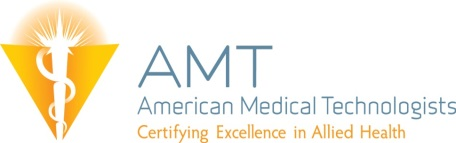 AMT
American Medical Technologists
Certifying Excellence in Allied Health